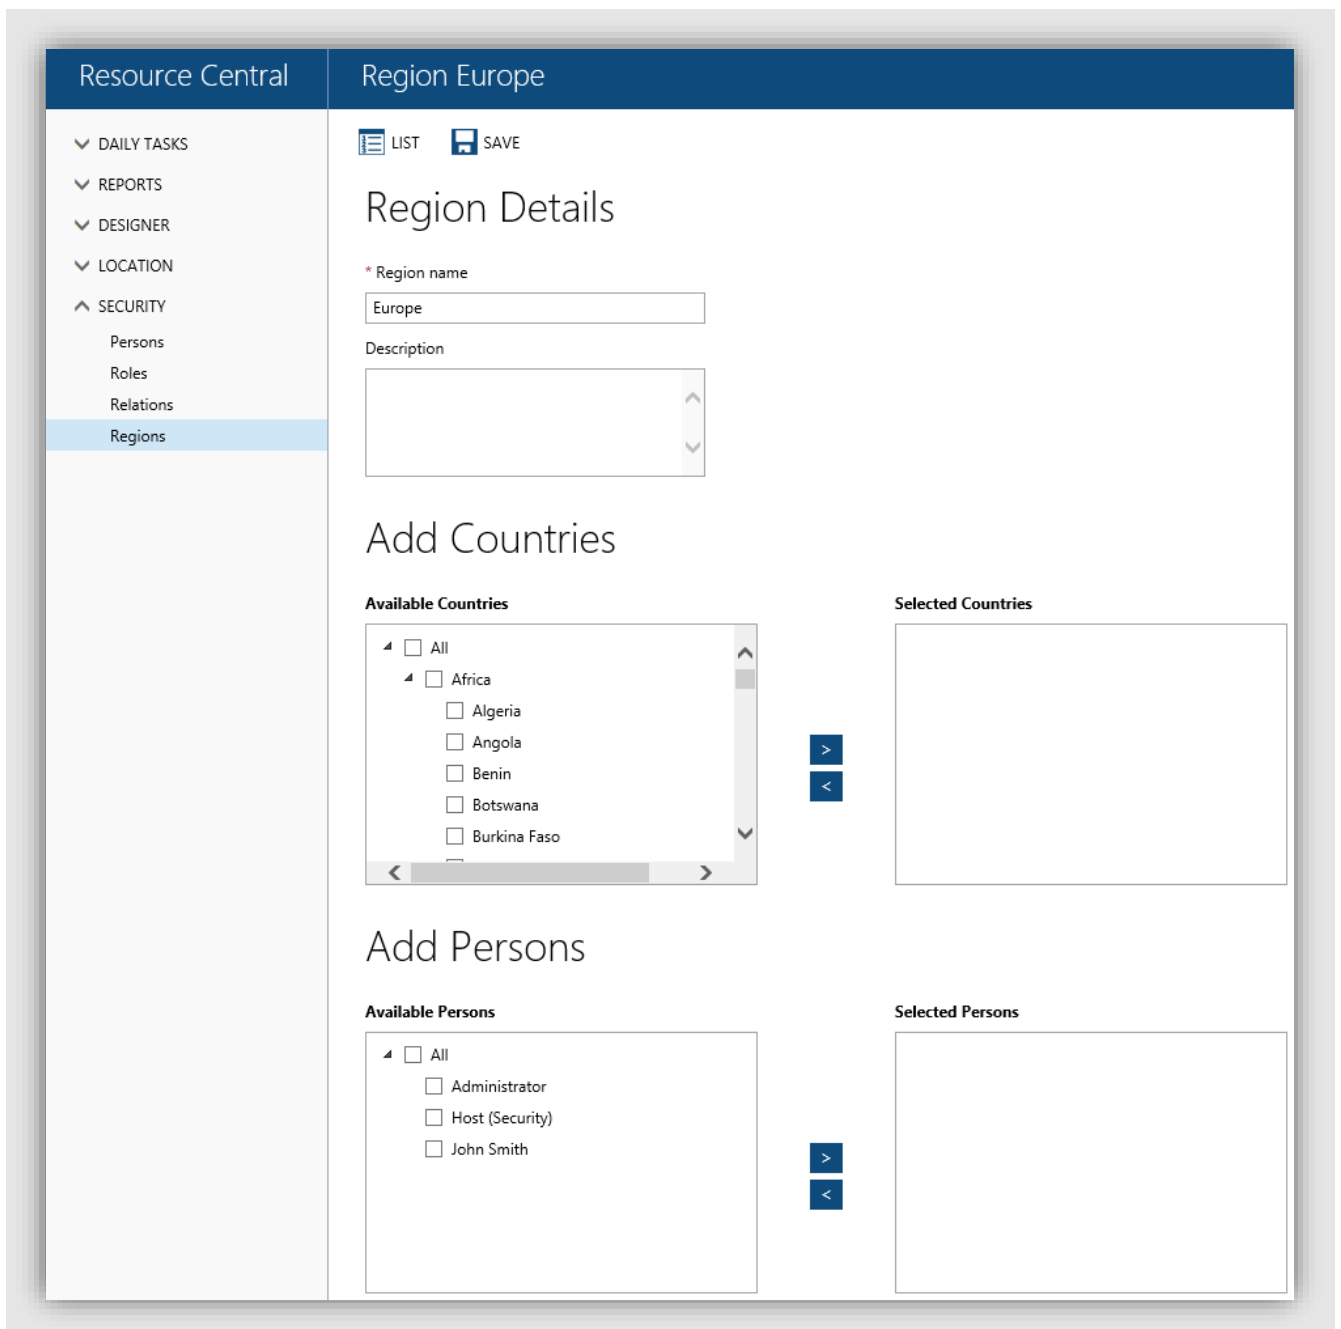 Resource Central
Region Europe
DAILY TASKS
REPORTS
DESIGNER
LOCATION
SECURITY
Persons
Roles
Relations
Regions
LIST
SAVE
Region Details
* Region name
Europe
Description
Add Countries
Available Countries
Selected Countries
All
Africa
Algeria
Angola
Benin
Botswana
Burkina Faso
>
<
Add Persons
Available Persons
Selected Persons
All
Administrator
Host (Security)
John Smith
>
<